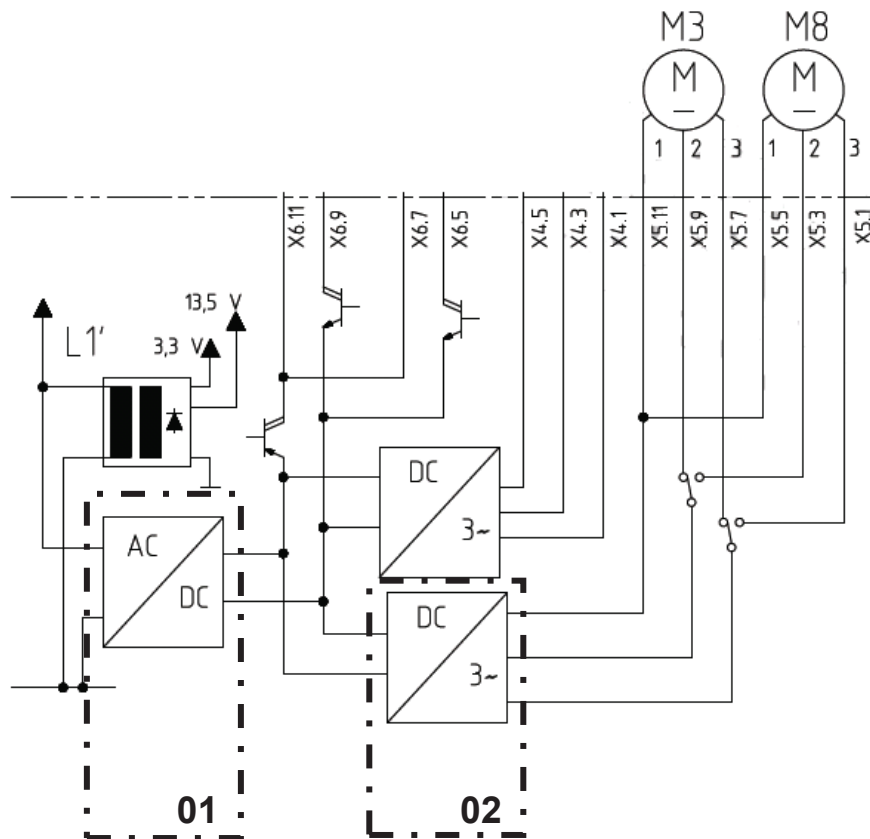 M3 M8
M M
1 2 3 1 2 3
X6.11 X6.9 X6.7 X6.5 X4.5 X4.3 X4.1 X5.11 X5.9 X5.7 X5.5 X5.3 X5.1
13,5 V
L1'
3,3 V
DC
3~
AC
DC
DC
3~
01 02